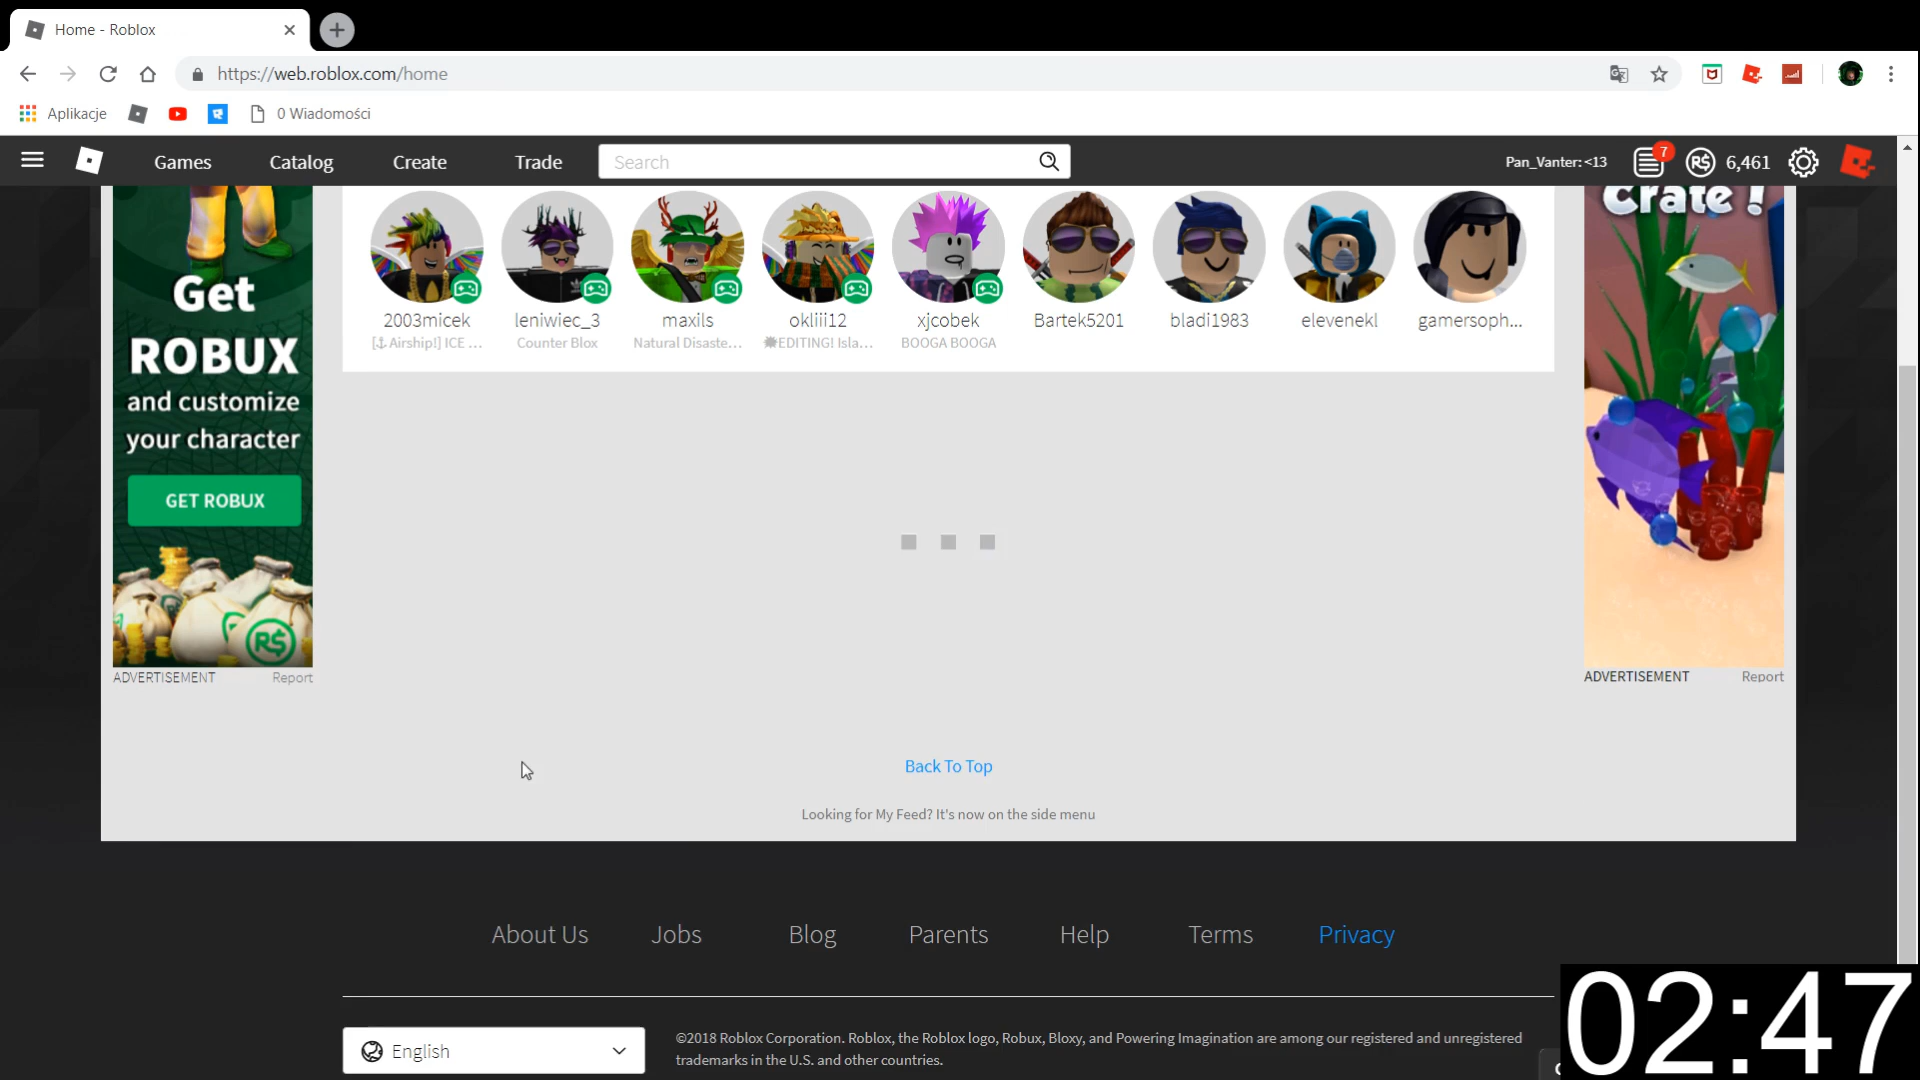 Home - Roblox
https://web.roblox.com/home
Aplikacje
0 Wiadomości
Games Catalog Create Trade Search Pan_Vanter: <13 7 R$ 6,461
Crate !
Get
ROBUX
and customize
your character
GET ROBUX
R$
ADVERTISEMENT Report
2003micek leniwiec_3 maxils okliii12 xjcobek Bartek5201 bladi1983 elevenekl gamersoph...
[⚓Airship!] ICE ... Counter Blox Natural Disaste... ✹EDITING! Isla... BOOGA BOOGA
ADVERTISEMENT Report
Back To Top
Looking for My Feed? It's now on the side menu
About Us Jobs Blog Parents Help Terms Privacy
English
©2018 Roblox Corporation. Roblox, the Roblox logo, Robux, Bloxy, and Powering Imagination are among our registered and unregistered
trademarks in the U.S. and other countries.
02:47